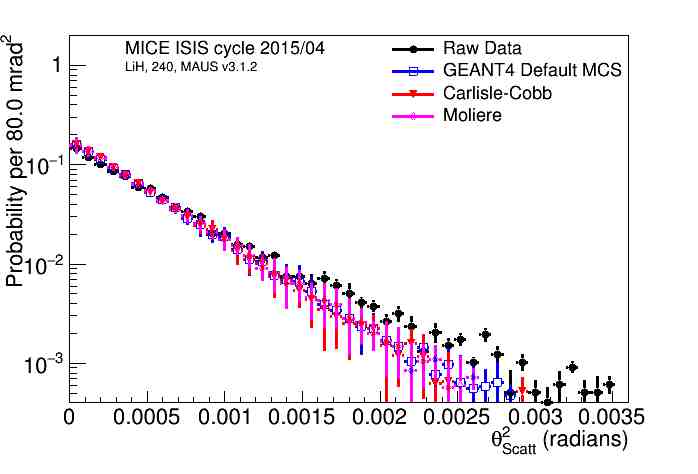 MICE ISIS cycle 2015/04
LiH, 240, MAUS v3.1.2
Raw Data
GEANT4 Default MCS
Carlisle-Cobb
Moliere
Probability per 80.0 mrad²
1
10⁻¹
10⁻²
10⁻³
0 0.0005 0.001 0.0015 0.002 0.0025 0.003 0.0035
θ²Scatt (radians)